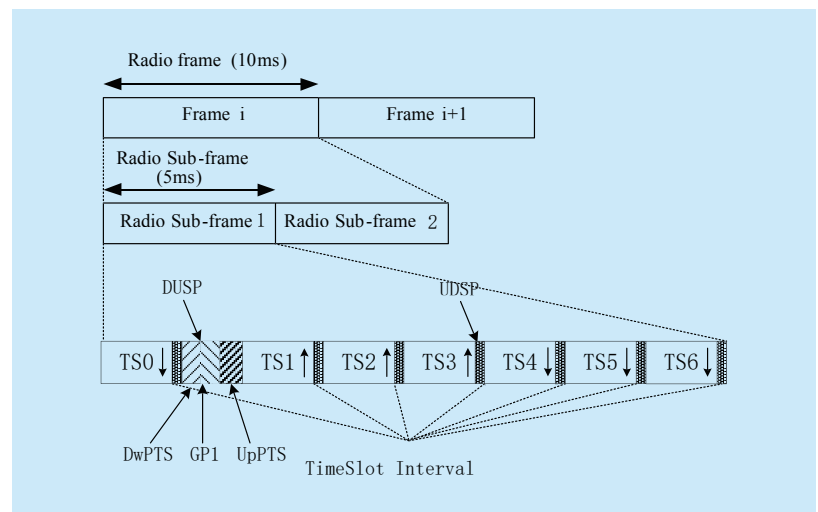 Radio frame (10ms)
Frame i
Frame i+1
Radio Sub-frame
(5ms)
Radio Sub-frame 1
Radio Sub-frame 2
DUSP
UDSP
TS0
TS1
TS2
TS3
TS4
TS5
TS6
DwPTS
GP1
UpPTS
TimeSlot Interval